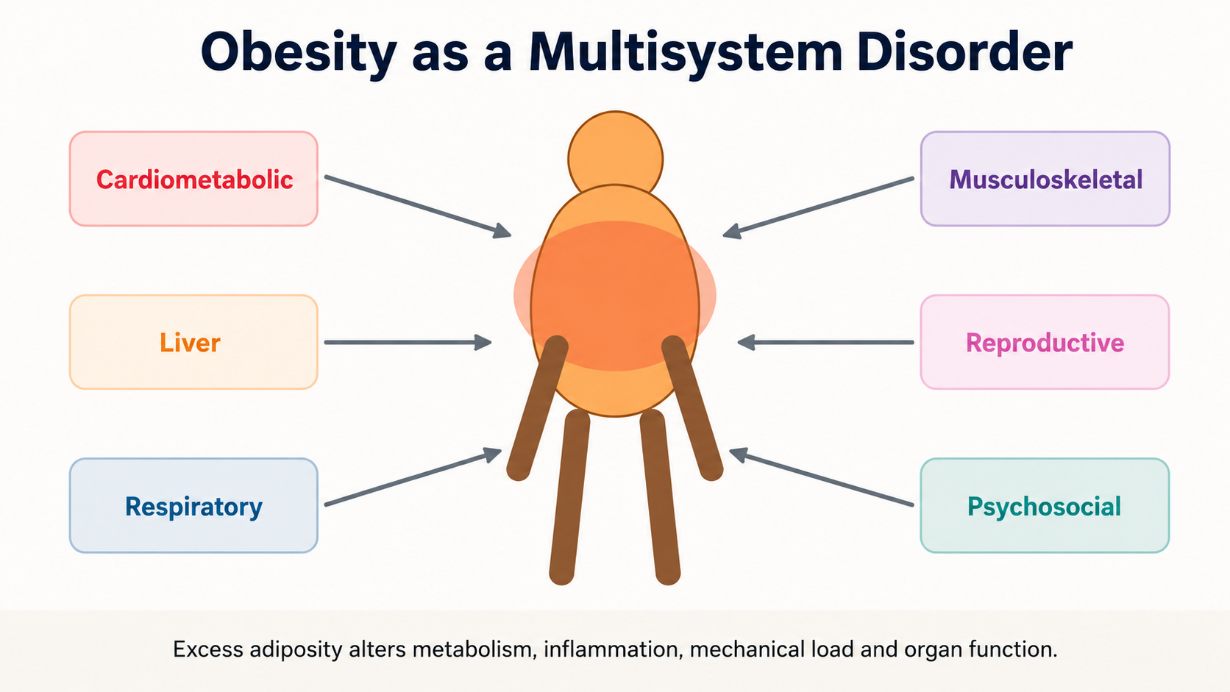 Obesity as a Multisystem Disorder
Cardiometabolic
Musculoskeletal
Liver
Reproductive
Respiratory
Psychosocial
Excess adiposity alters metabolism, inflammation, mechanical load and organ function.